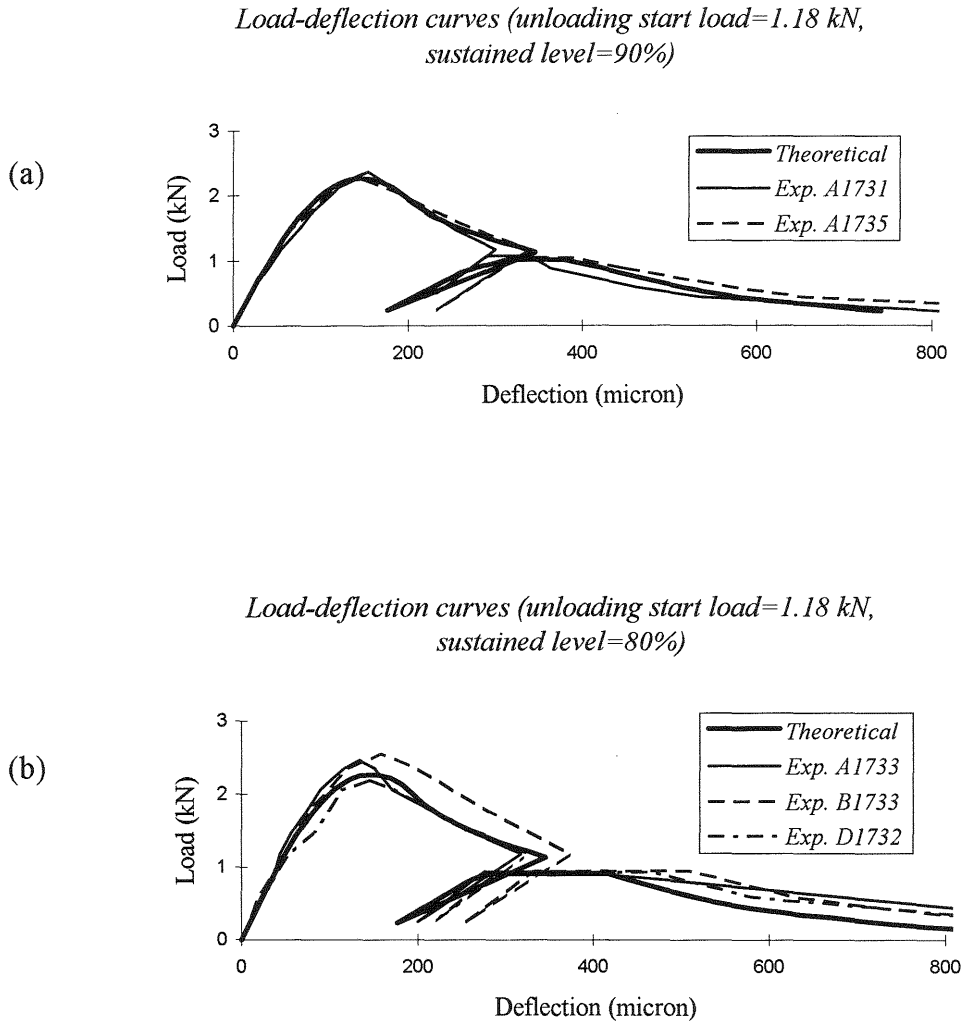 Load-deflection curves (unloading start load=1.18 kN,
sustained level=90%)
(a)
Load (kN)
3
2
1
0
Theoretical
Exp. A1731
Exp. A1735
0 200 400 600 800
Deflection (micron)
Load-deflection curves (unloading start load=1.18 kN,
sustained level=80%)
(b)
Load (kN)
3
2
1
0
Theoretical
Exp. A1733
Exp. B1733
Exp. D1732
0 200 400 600 800
Deflection (micron)